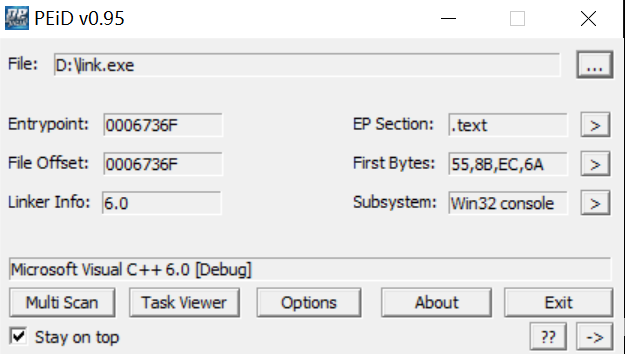 PEiD v0.95
File: D:\link.exe ...
Entrypoint: 0006736F EP Section: .text >
File Offset: 0006736F First Bytes: 55,8B,EC,6A >
Linker Info: 6.0 Subsystem: Win32 console >
Microsoft Visual C++ 6.0 [Debug]
Multi Scan Task Viewer Options About Exit
Stay on top ?? ->